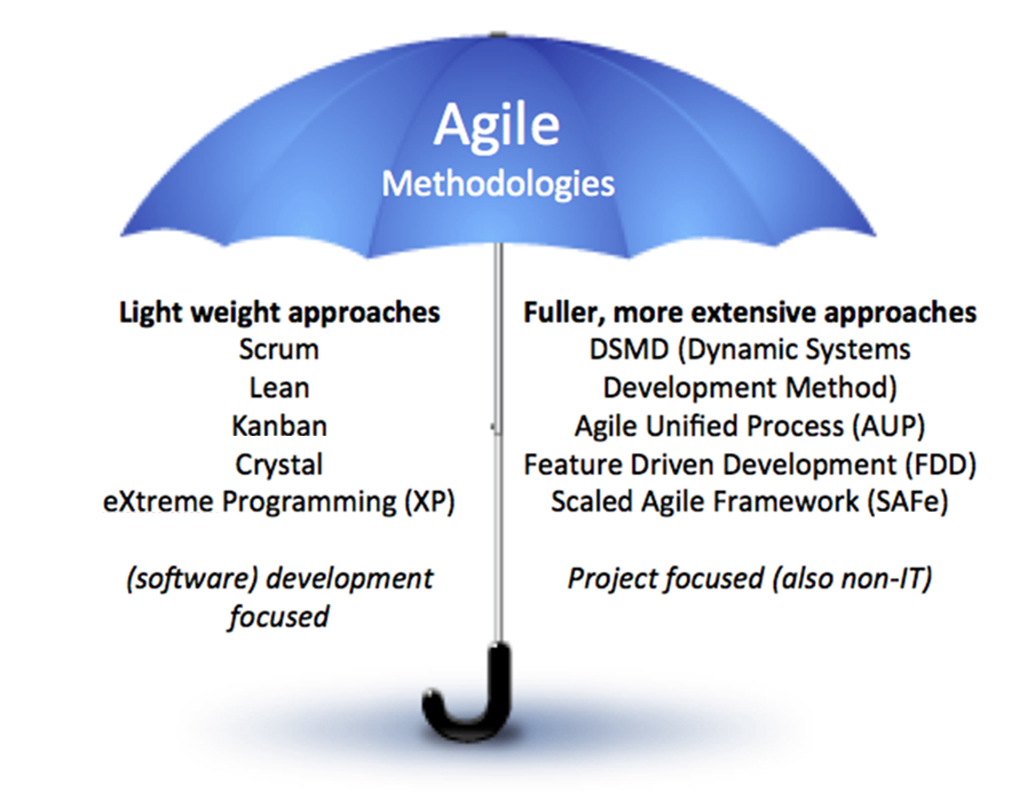 Agile
Methodologies
Light weight approaches
Scrum
Lean
Kanban
Crystal
eXtreme Programming (XP)
(software) development
focused
Fuller, more extensive approaches
DSMD (Dynamic Systems
Development Method)
Agile Unified Process (AUP)
Feature Driven Development (FDD)
Scaled Agile Framework (SAFe)
Project focused (also non-IT)